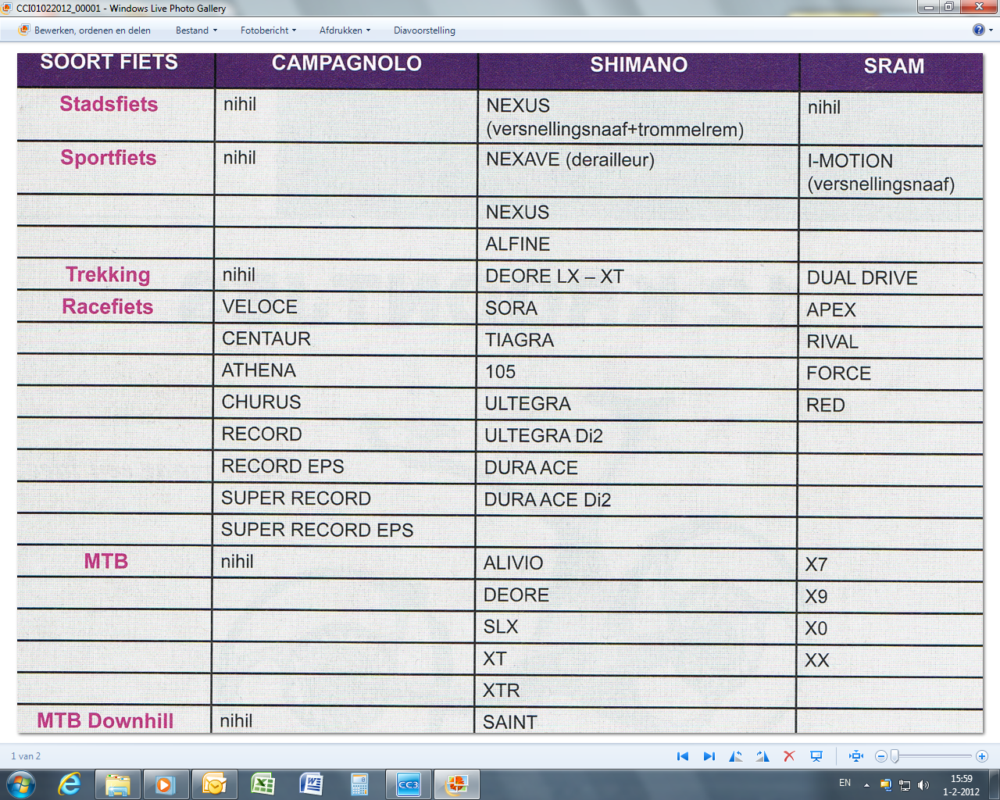 CCI01022012_00001 - Windows Live Photo Gallery
Bewerken, ordenen en delen Bestand Fotobericht Afdrukken Diavoorstelling
SOORT FIETS CAMPAGNOLO SHIMANO SRAM
Stadsfiets nihil NEXUS nihil
(versnellingsnaaf+trommelrem)
Sportfiets nihil NEXAVE (derailleur) I-MOTION
(versnellingsnaaf)
NEXUS
ALFINE
Trekking nihil DEORE LX – XT DUAL DRIVE
Racefiets VELOCE SORA APEX
CENTAUR TIAGRA RIVAL
ATHENA 105 FORCE
CHURUS ULTEGRA RED
RECORD ULTEGRA Di2
RECORD EPS DURA ACE
SUPER RECORD DURA ACE Di2
SUPER RECORD EPS
MTB nihil ALIVIO X7
DEORE X9
SLX X0
XT XX
XTR
MTB Downhill nihil SAINT
1 van 2
CC3
EN 15:59
1-2-2012